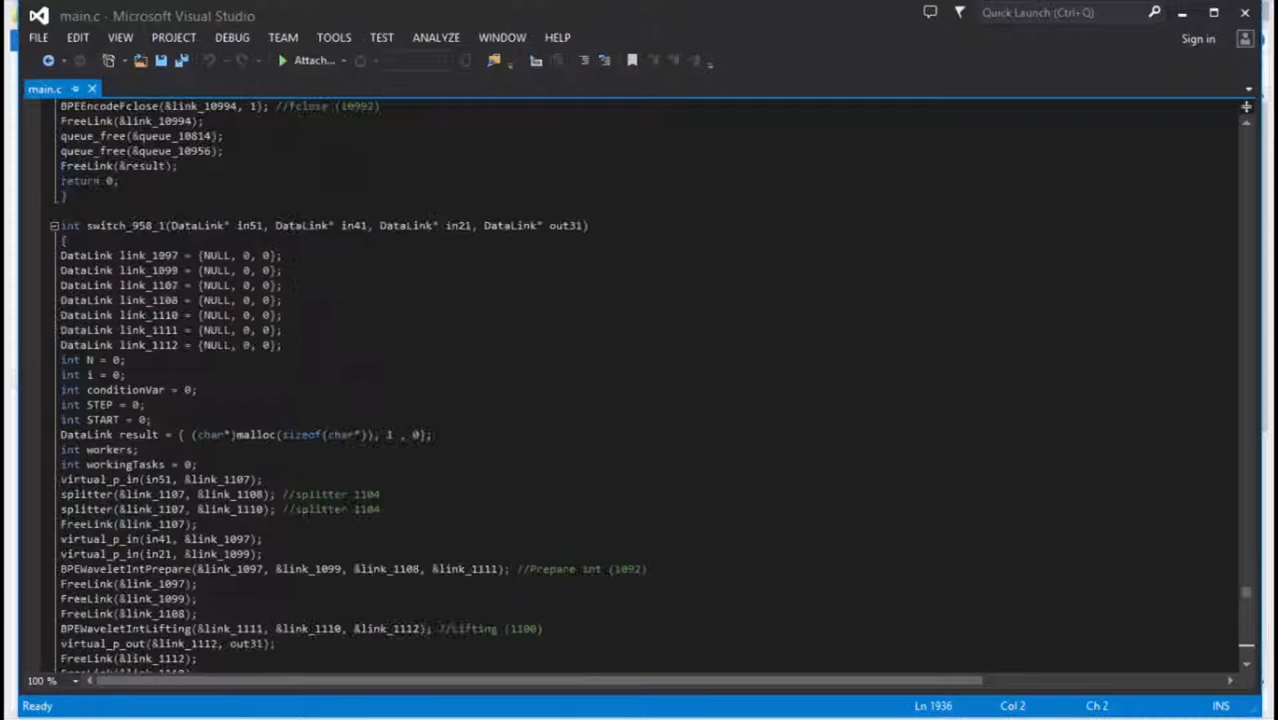 main.c - Microsoft Visual Studio
Quick Launch (Ctrl+Q)
FILE EDIT VIEW PROJECT DEBUG TEAM TOOLS TEST ANALYZE WINDOW HELP
Sign in
Attach...
main.c
BPEEncodeFclose(&link_10994, 1); //fclose (10992)
FreeLink(&link_10994);
queue_free(&queue_10814);
queue_free(&queue_10956);
FreeLink(&result);
return 0;
}
int switch_958_1(DataLink* in51, DataLink* in41, DataLink* in21, DataLink* out31)
{
DataLink link_1097 = {NULL, 0, 0};
DataLink link_1099 = {NULL, 0, 0};
DataLink link_1107 = {NULL, 0, 0};
DataLink link_1108 = {NULL, 0, 0};
DataLink link_1110 = {NULL, 0, 0};
DataLink link_1111 = {NULL, 0, 0};
DataLink link_1112 = {NULL, 0, 0};
int N = 0;
int i = 0;
int conditionVar = 0;
int STEP = 0;
int START = 0;
DataLink result = { (char*)malloc(sizeof(char*)), 1 , 0};
int workers;
int workingTasks = 0;
virtual_p_in(in51, &link_1107);
splitter(&link_1107, &link_1108); //splitter 1104
splitter(&link_1107, &link_1110); //splitter 1104
FreeLink(&link_1107);
virtual_p_in(in41, &link_1097);
virtual_p_in(in21, &link_1099);
BPEWaveletIntPrepare(&link_1097, &link_1099, &link_1108, &link_1111); //Prepare int (1092)
FreeLink(&link_1097);
FreeLink(&link_1099);
FreeLink(&link_1108);
BPEWaveletIntLifting(&link_1111, &link_1110, &link_1112); //Lifting (1100)
virtual_p_out(&link_1112, out31);
FreeLink(&link_1112);
100 %
Ready Ln 1936 Col 2 Ch 2 INS